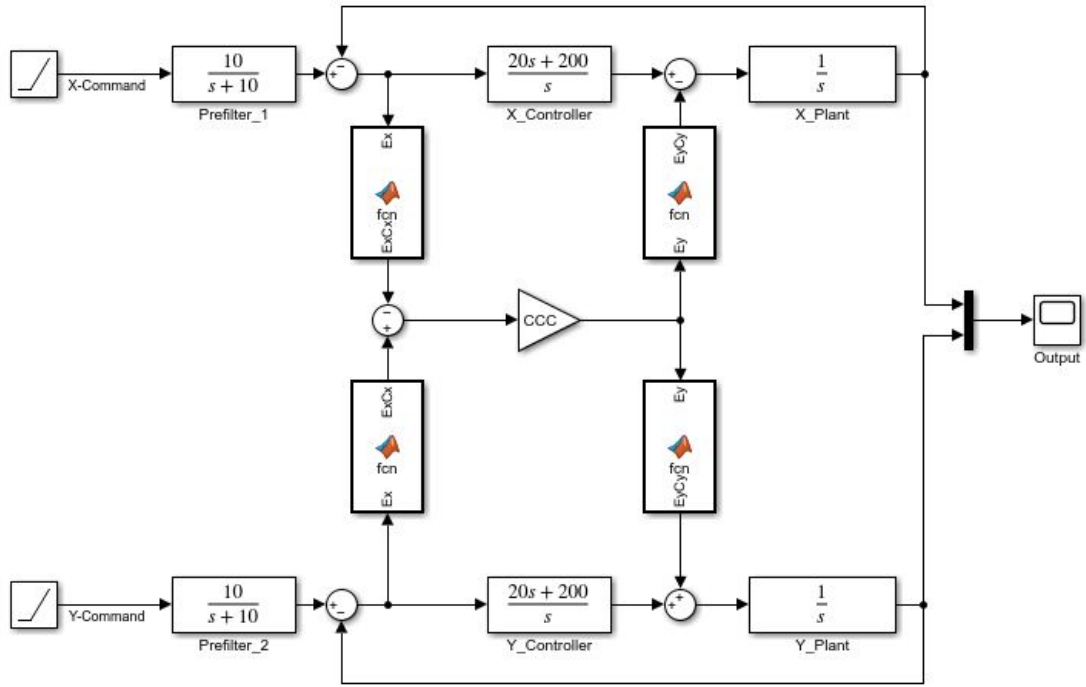 X-Command
10
s + 10
Prefilter_1
20s + 200
s
X_Controller
1
s
X_Plant
Ex
fcn
ExCx
EyCy
fcn
Ey
CCC
Output
ExCx
fcn
Ex
Ey
fcn
EyCy
Y-Command
10
s + 10
Prefilter_2
20s + 200
s
Y_Controller
1
s
Y_Plant